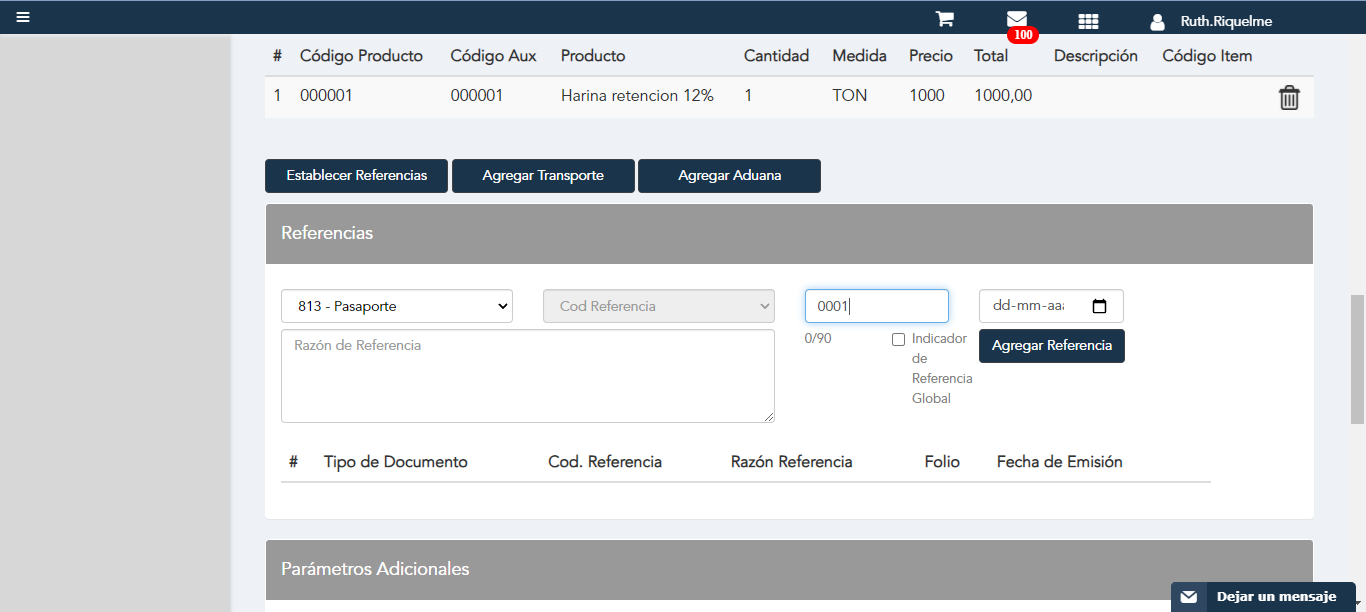 Ruth.Riquelme
100
# Código Producto Código Aux Producto Cantidad Medida Precio Total Descripción Código Item
1 000001 000001 Harina retencion 12% 1 TON 1000 1000,00
Establecer Referencias Agregar Transporte Agregar Aduana
Referencias
813 - Pasaporte Cod Referencia 0001 dd-mm-aaa
Razón de Referencia 0/90 Indicador Agregar Referencia
de
Referencia
Global
# Tipo de Documento Cod. Referencia Razón Referencia Folio Fecha de Emisión
Parámetros Adicionales
Dejar un mensaje